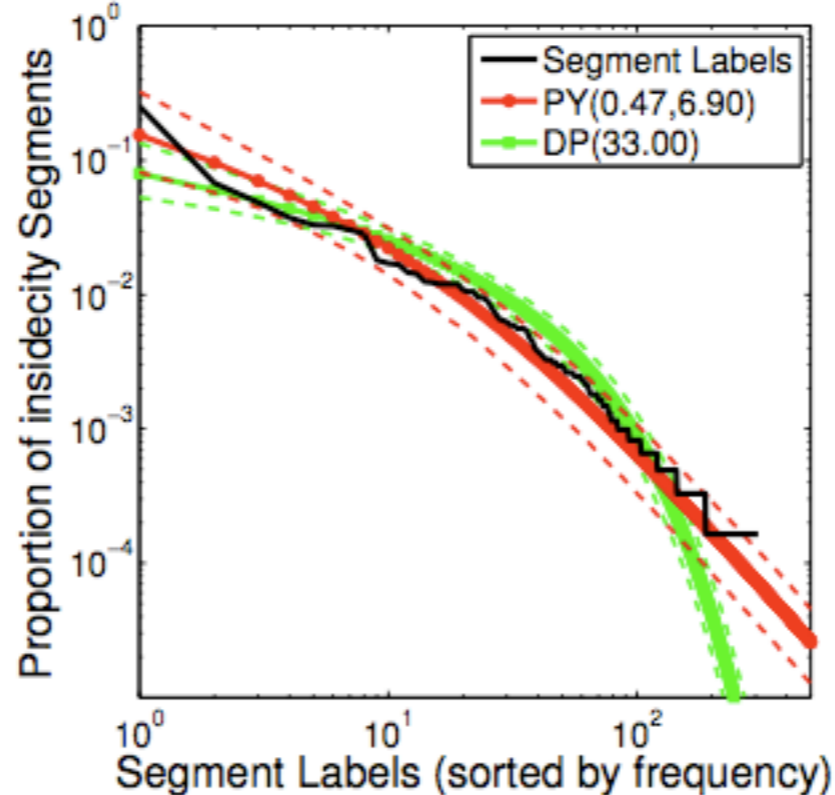 Proportion of insidecity Segments
10^0
10^-1
10^-2
10^-3
10^-4
Segment Labels
PY(0.47,6.90)
DP(33.00)
10^0
10^1
10^2
Segment Labels (sorted by frequency)